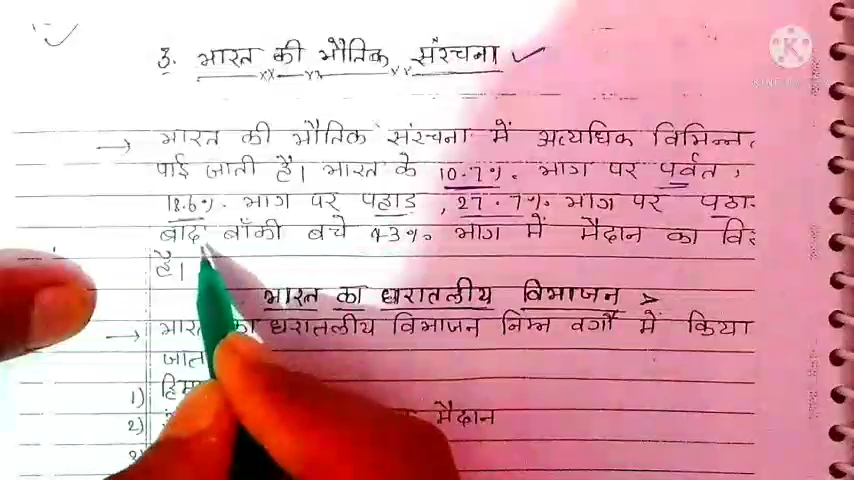 3. भारत की भौतिक संरचना
K
→ भारत की भौतिक संरचना में अत्यधिक विभिन्न
पाई जाती है। भारत के 10.7% भाग पर पर्वत,
18.6% भाग पर पहाड, 27.7% भाग पर पठा
बाद बाँकी बचे 43% भाग में मैदान का वि
है।
भारत का धरातलीय विभाजन >
→ भारत का धरातलीय विभाजन निम्न वर्गों में किया
जात
1)
2) मैदान